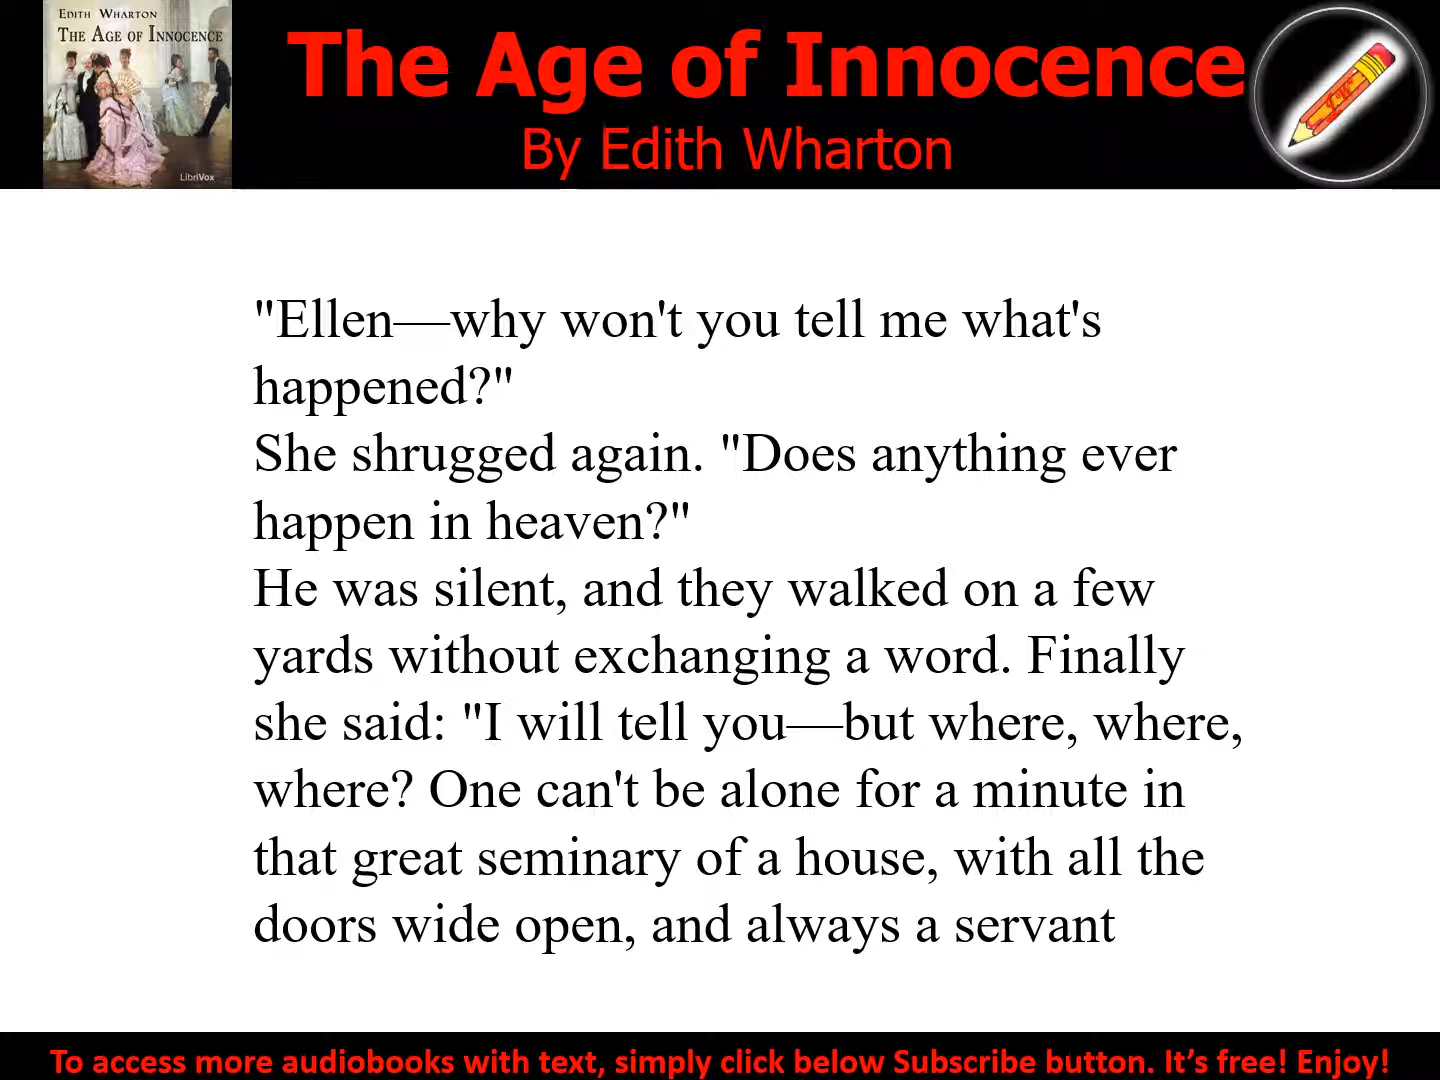 EDITH WHARTON
THE AGE OF INNOCENCE
LibriVox
The Age of Innocence
By Edith Wharton
"Ellen—why won't you tell me what's
happened?"
She shrugged again. "Does anything ever
happen in heaven?"
He was silent, and they walked on a few
yards without exchanging a word. Finally
she said: "I will tell you—but where, where,
where? One can't be alone for a minute in
that great seminary of a house, with all the
doors wide open, and always a servant
To access more audiobooks with text, simply click below Subscribe button. It’s free! Enjoy!